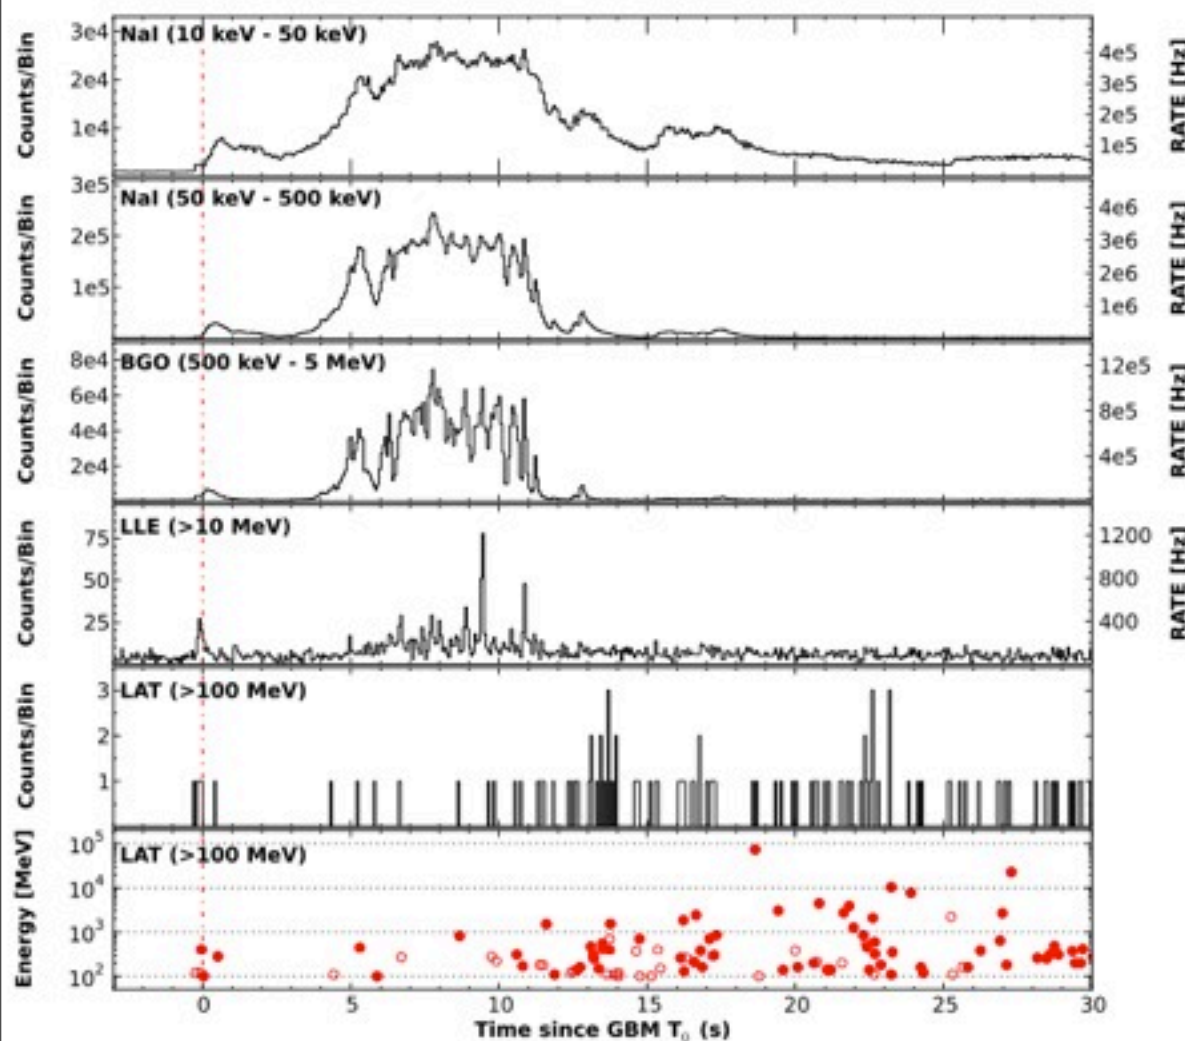 NaI (10 keV - 50 keV)
Counts/Bin
3e4
2e4
1e4
4e5
3e5
2e5
1e5
RATE [Hz]
NaI (50 keV - 500 keV)
Counts/Bin
3e5
2e5
1e5
4e6
3e6
2e6
1e6
RATE [Hz]
BGO (500 keV - 5 MeV)
Counts/Bin
8e4
6e4
4e4
2e4
12e5
8e5
4e5
RATE [Hz]
LLE (>10 MeV)
Counts/Bin
75
50
25
1200
800
400
RATE [Hz]
LAT (>100 MeV)
Counts/Bin
3
2
1
LAT (>100 MeV)
Energy [MeV]
10⁵
10⁴
10³
10²
0 5 10 15 20 25 30
Time since GBM T₀ (s)